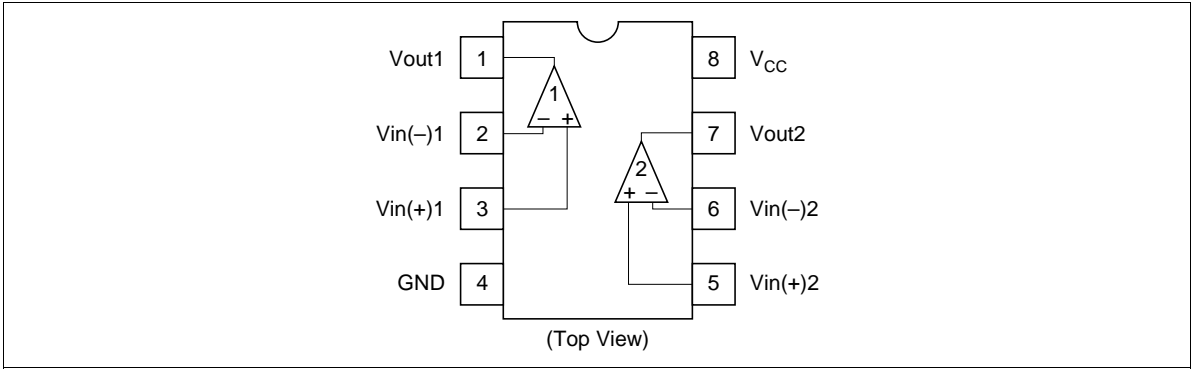 Vout1 1 8 V_CC
1
– +
Vin(–)1 2 7 Vout2
2
+ –
Vin(+)1 3 6 Vin(–)2
GND 4 5 Vin(+)2
(Top View)